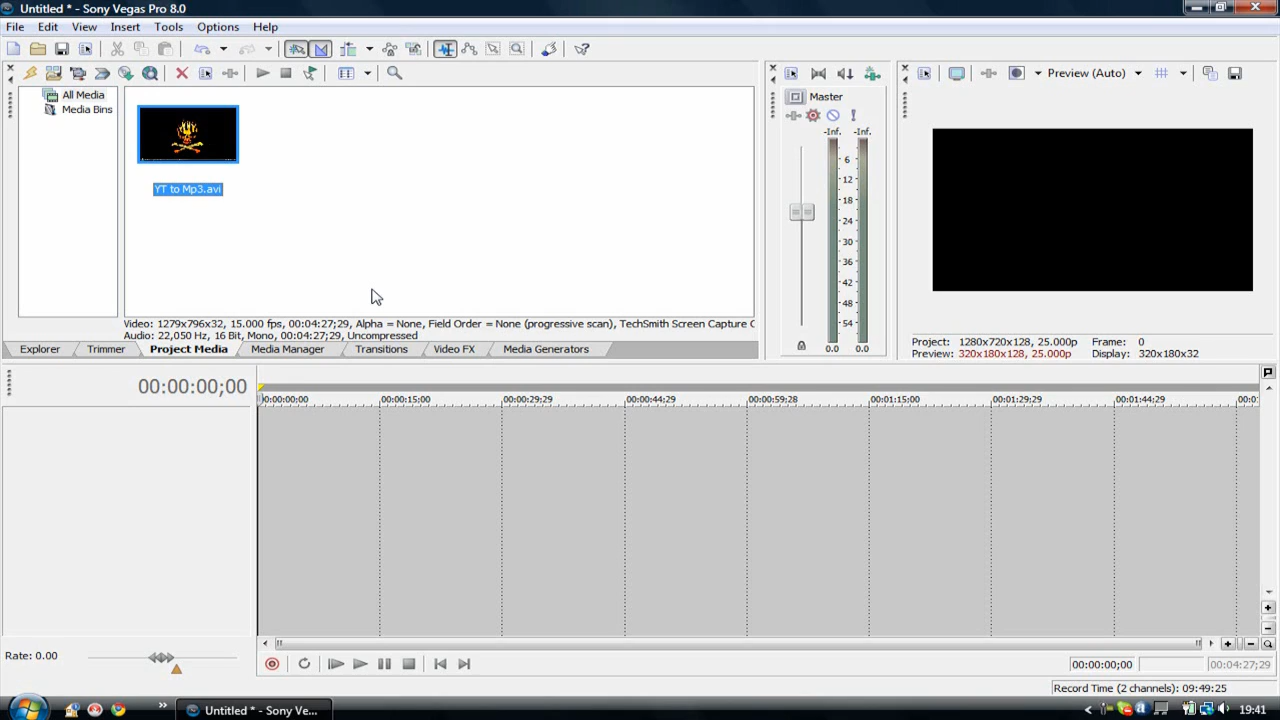 Untitled * - Sony Vegas Pro 8.0
File Edit View Insert Tools Options Help
Preview (Auto)
All Media
Media Bins
YT to Mp3.avi
Master
-Inf. -Inf.
6
12
18
24
30
36
42
48
54
0.0 0.0
Video: 1279x796x32, 15.000 fps, 00:04:27;29, Alpha = None, Field Order = None (progressive scan), TechSmith Screen Capture C
Audio: 22,050 Hz, 16 Bit, Mono, 00:04:27;29, Uncompressed
Explorer Trimmer Project Media Media Manager Transitions Video FX Media Generators
Project: 1280x720x128, 25.000p Frame: 0
Preview: 320x180x128, 25.000p Display: 320x180x32
00:00:00;00
00:00:00;00 00:00:15;00 00:00:29;29 00:00:44;29 00:00:59;28 00:01:15;00 00:01:29;29 00:01:44;29 00:0
Rate: 0.00
00:00:00;00 00:04:27;29
Record Time (2 channels): 09:49:25
Untitled * - Sony Ve...
19:41